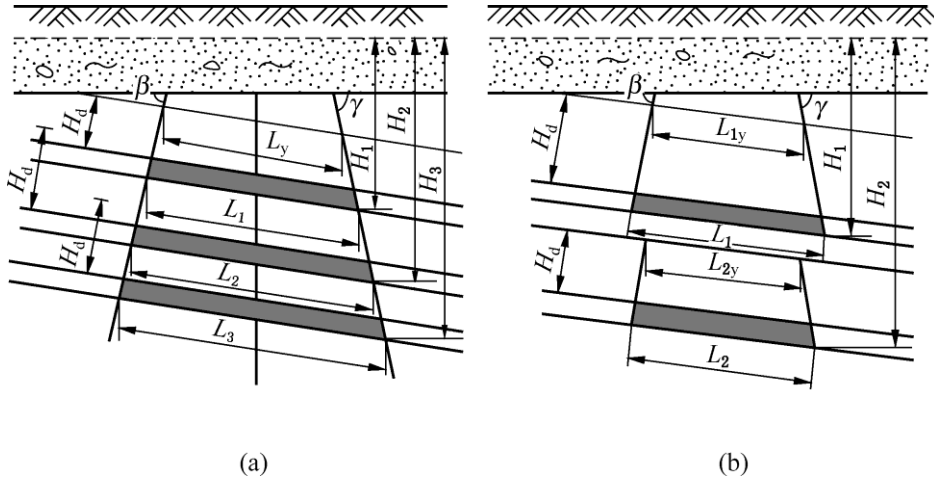 β
γ
H_d
H_d
H_d
L_y
L_1
L_2
L_3
H_1
H_2
H_3
(a)
β
γ
H_d
H_d
L_1y
L_1
L_2y
L_2
H_1
H_2
(b)